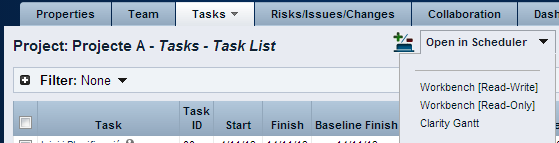 Properties Team Tasks Risks/Issues/Changes Collaboration Dash
Project: Projecte A - Tasks - Task List
Open in Scheduler
Filter: None
Workbench [Read-Write]
Workbench [Read-Only]
Clarity Gantt
Task Task ID Start Finish Baseline Finish